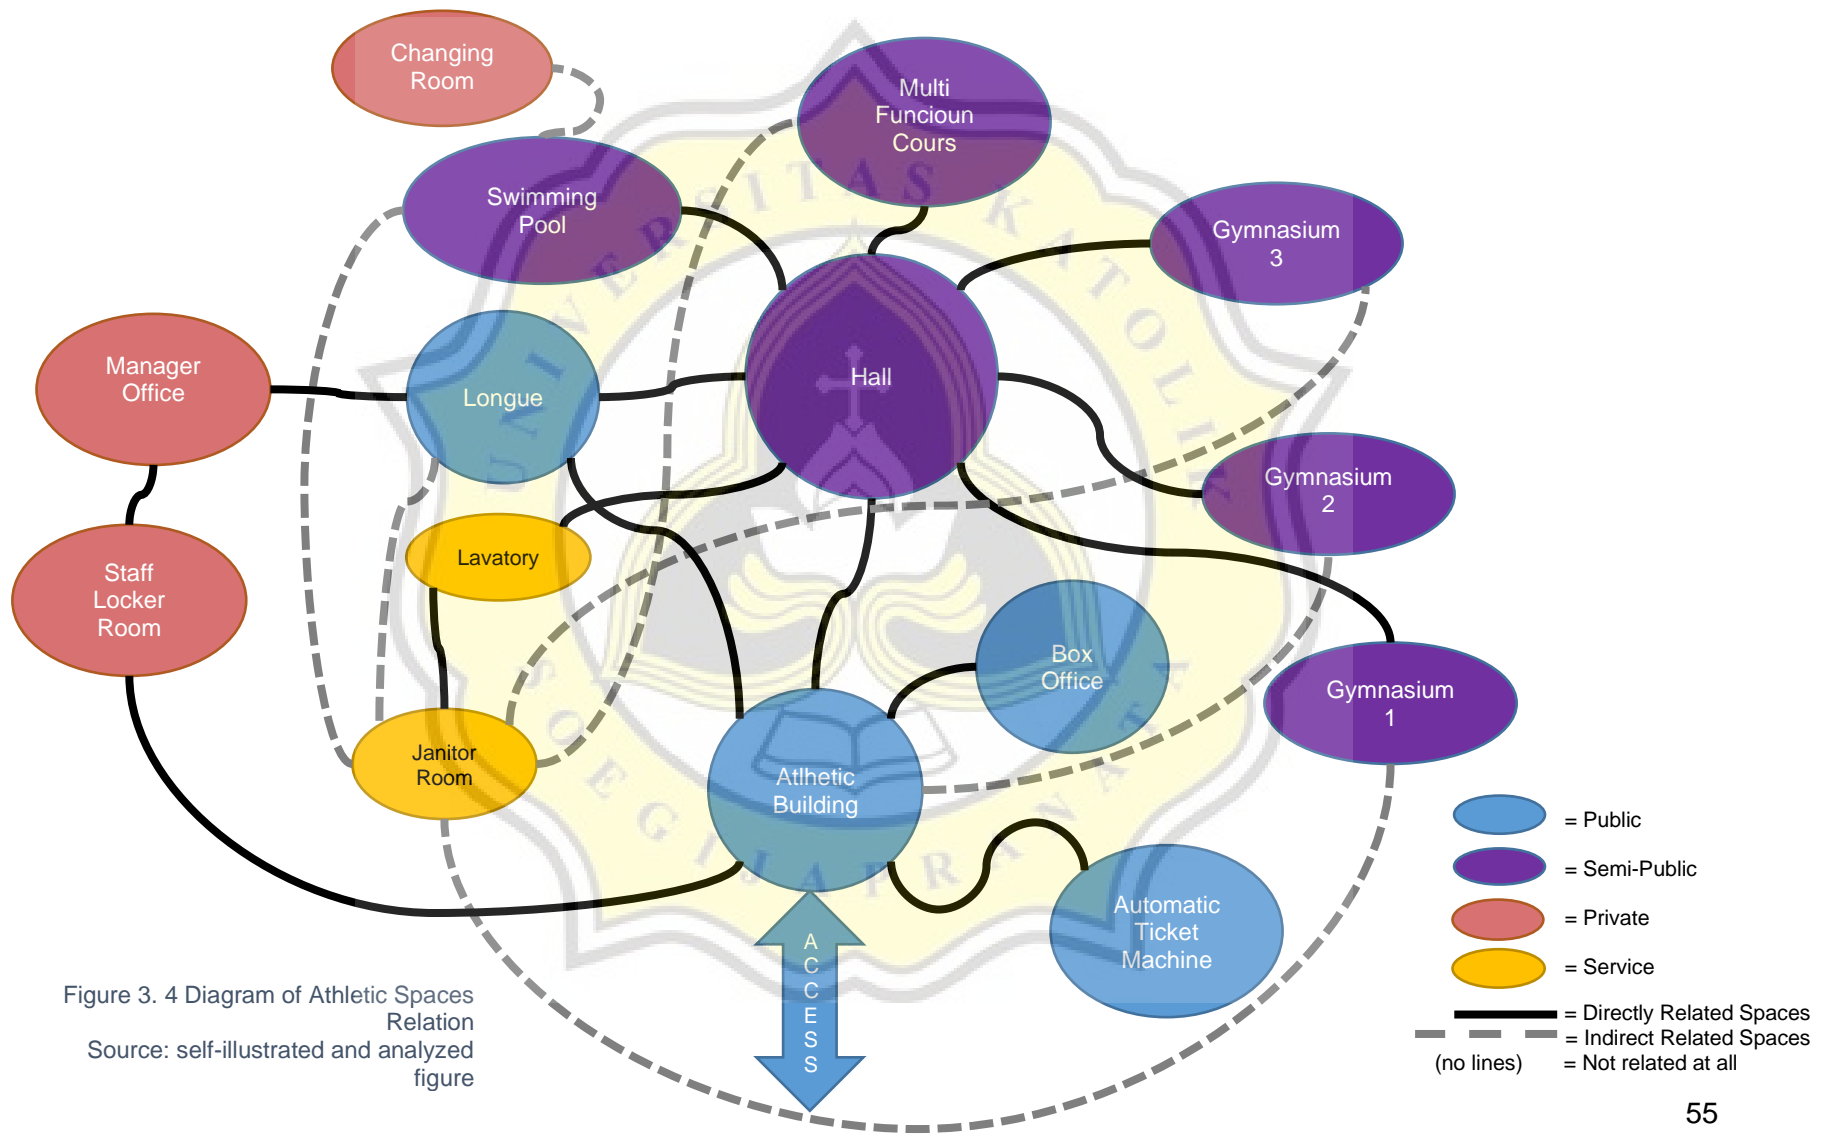 Changing
Room
Multi
Funcioun
Cours
Swimming
Pool
Gymnasium
3
Manager
Office
Longue
Hall
Gymnasium
2
Lavatory
Staff
Locker
Room
Box
Office
Gymnasium
1
Janitor
Room
Atlhetic
Building
Automatic
Ticket
Machine
A
C
C
E
S
S
= Public
= Semi-Public
= Private
= Service
= Directly Related Spaces
= Indirect Related Spaces
(no lines) = Not related at all
Figure 3. 4 Diagram of Athletic Spaces
Relation
Source: self-illustrated and analyzed
figure
55
UNIVERSITAS KATOLIK
SOEGIJAPRANATA